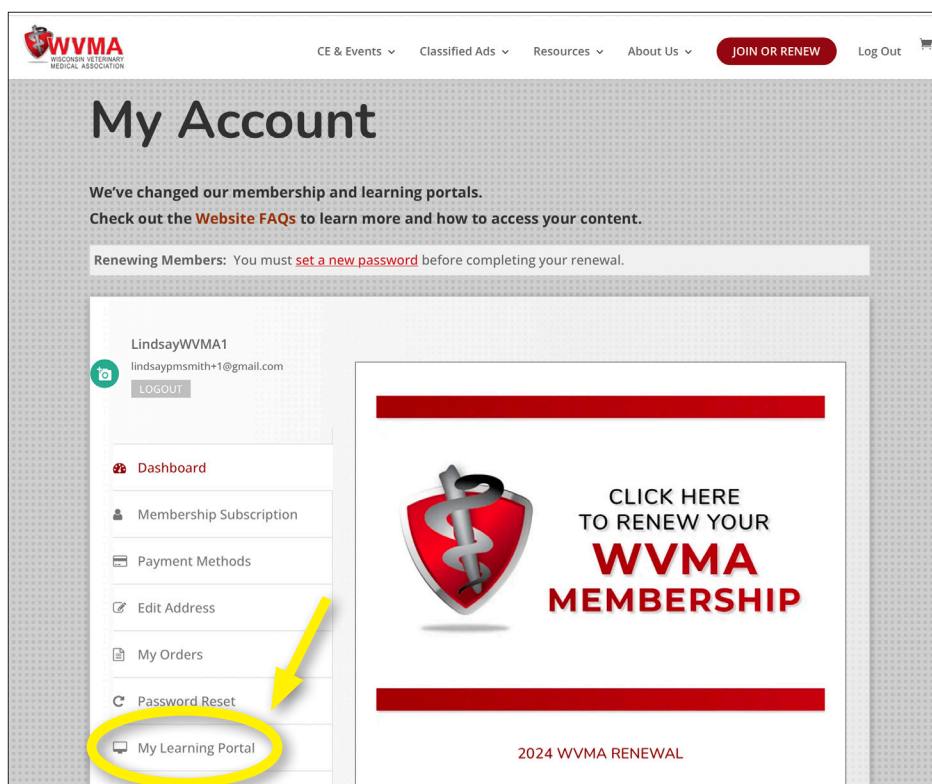 WVMA
WISCONSIN VETERINARY
MEDICAL ASSOCIATION
CE & Events
Classified Ads
Resources
About Us
JOIN OR RENEW
Log Out
My Account
We've changed our membership and learning portals.
Check out the Website FAQs to learn more and how to access your content.
Renewing Members: You must set a new password before completing your renewal.
LindsayWVMA1
lindsaypmsmith+1@gmail.com
LOGOUT
Dashboard
Membership Subscription
Payment Methods
Edit Address
My Orders
Password Reset
My Learning Portal
CLICK HERE
TO RENEW YOUR
WVMA
MEMBERSHIP
2024 WVMA RENEWAL